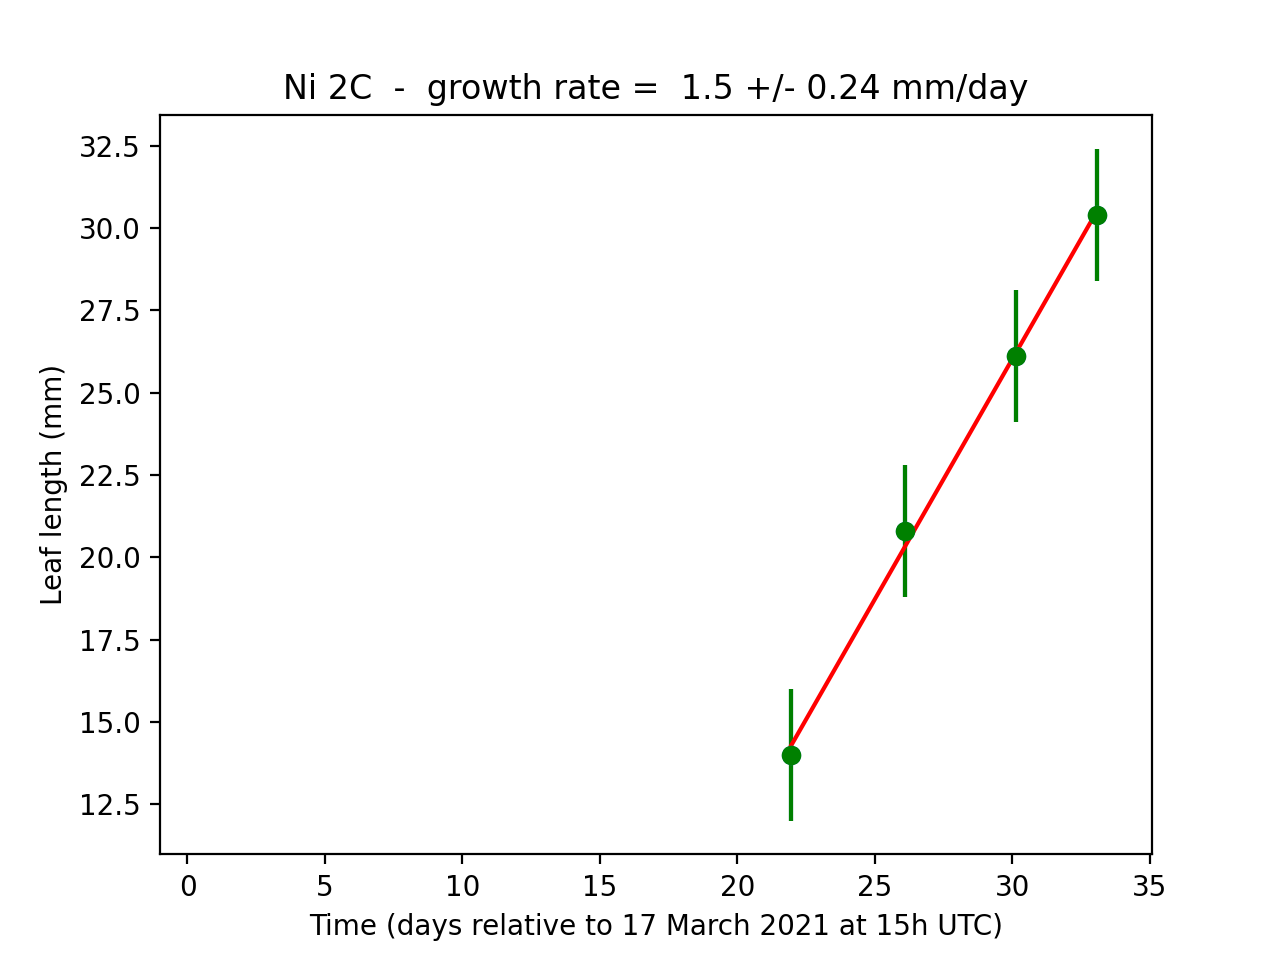 Ni 2C - growth rate = 1.5 +/- 0.24 mm/day
32.5
30.0
27.5
25.0
22.5
20.0
17.5
15.0
12.5
Leaf length (mm)
0 5 10 15 20 25 30 35
Time (days relative to 17 March 2021 at 15h UTC)